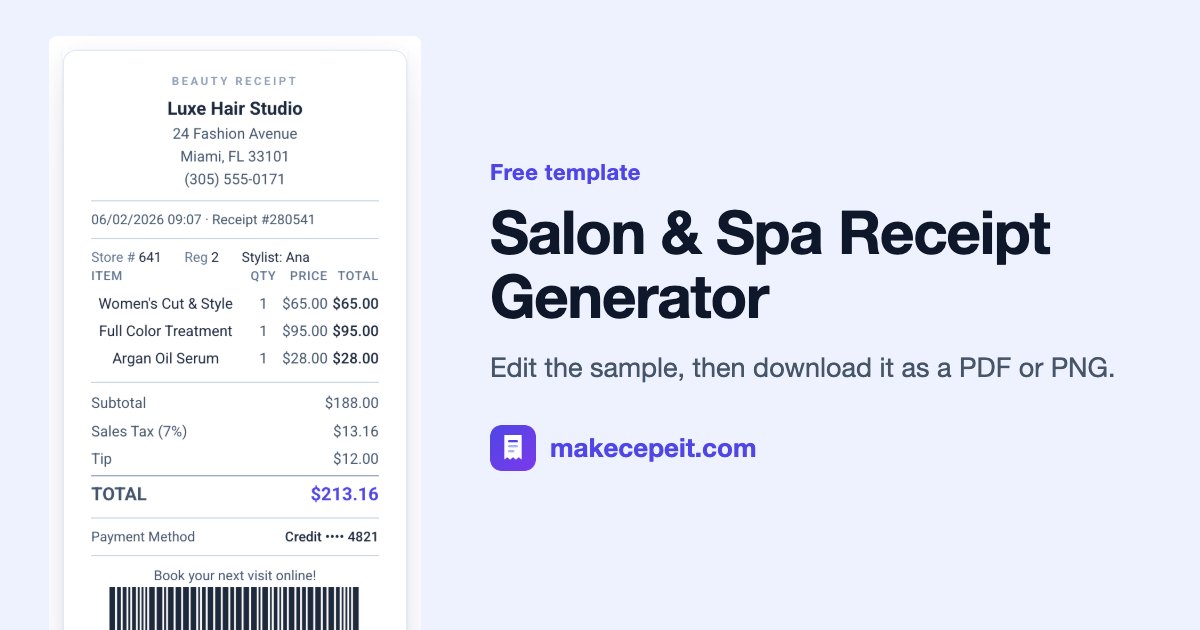 BEAUTY RECEIPT
Luxe Hair Studio
24 Fashion Avenue
Miami, FL 33101
(305) 555-0171
06/02/2026 09:07 · Receipt #280541
Store # 641 Reg 2 Stylist: Ana
ITEM QTY PRICE TOTAL
Women's Cut & Style 1 $65.00 $65.00
Full Color Treatment 1 $95.00 $95.00
Argan Oil Serum 1 $28.00 $28.00
Subtotal $188.00
Sales Tax (7%) $13.16
Tip $12.00
TOTAL $213.16
Payment Method Credit •••• 4821
Book your next visit online!
Free template
Salon & Spa Receipt
Generator
Edit the sample, then download it as a PDF or PNG.
makecepeit.com